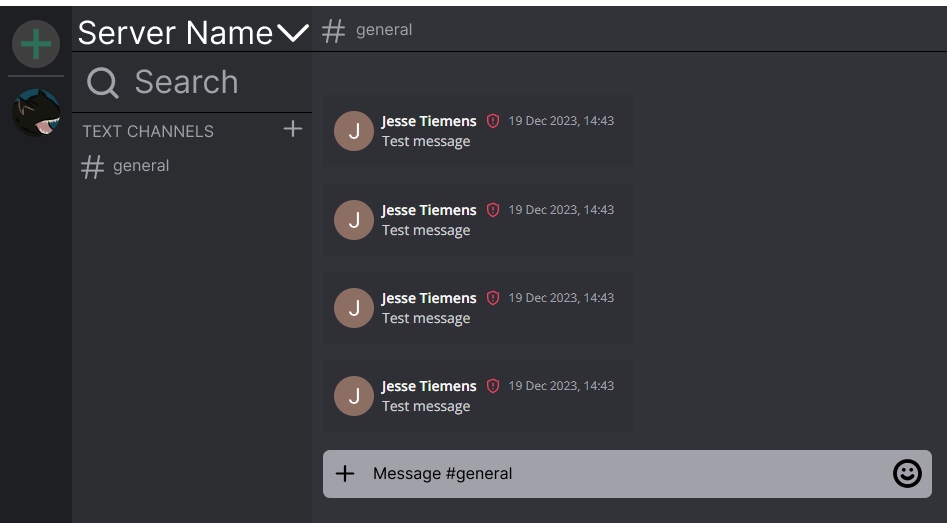 Server Name
# general
Search
TEXT CHANNELS
# general
J
Jesse Tiemens 19 Dec 2023, 14:43
Test message
J
Jesse Tiemens 19 Dec 2023, 14:43
Test message
J
Jesse Tiemens 19 Dec 2023, 14:43
Test message
J
Jesse Tiemens 19 Dec 2023, 14:43
Test message
Message #general